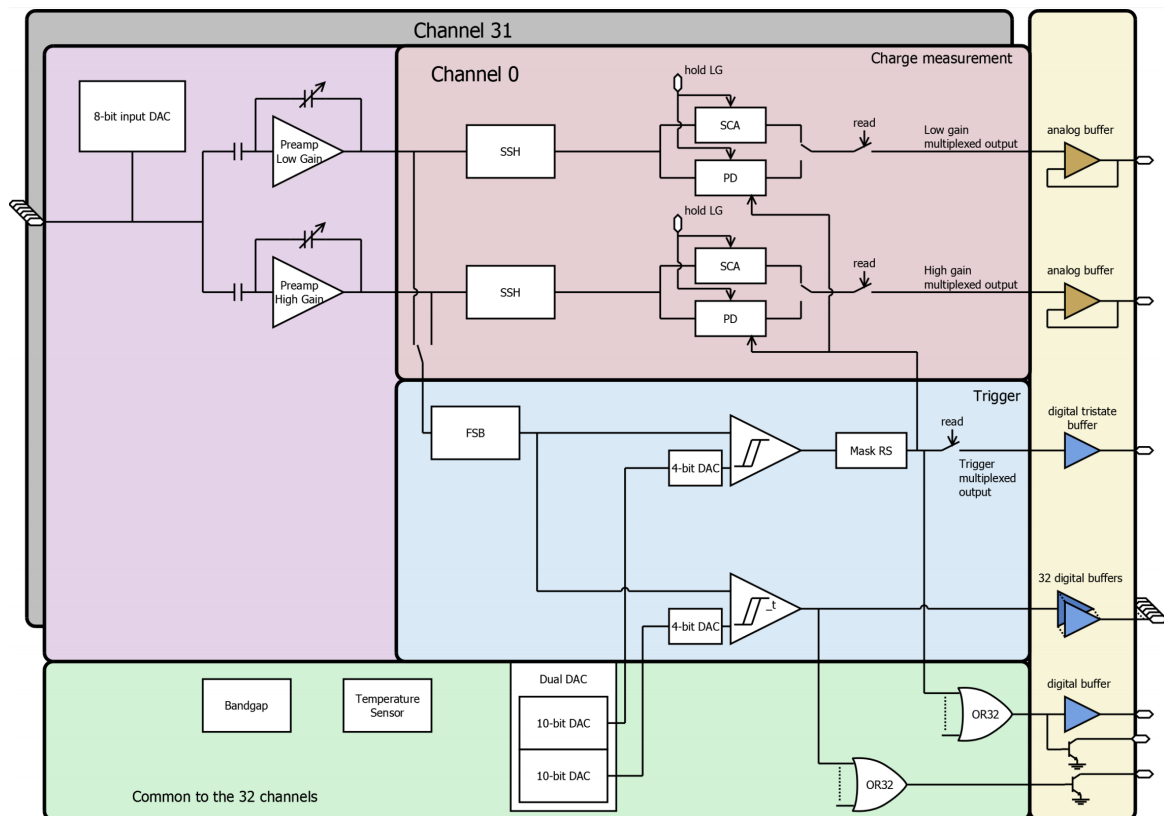 Channel 31
Channel 0
Charge measurement
8-bit input DAC
Preamp
Low Gain
SSH
hold LG
SCA
PD
read
Low gain
multiplexed output
analog buffer
Preamp
High Gain
SSH
hold LG
SCA
PD
read
High gain
multiplexed output
analog buffer
Trigger
FSB
4-bit DAC
Mask RS
read
Trigger
multiplexed
output
digital tristate
buffer
4-bit DAC
_t
32 digital buffers
Bandgap
Temperature
Sensor
Dual DAC
10-bit DAC
10-bit DAC
OR32
digital buffer
OR32
Common to the 32 channels